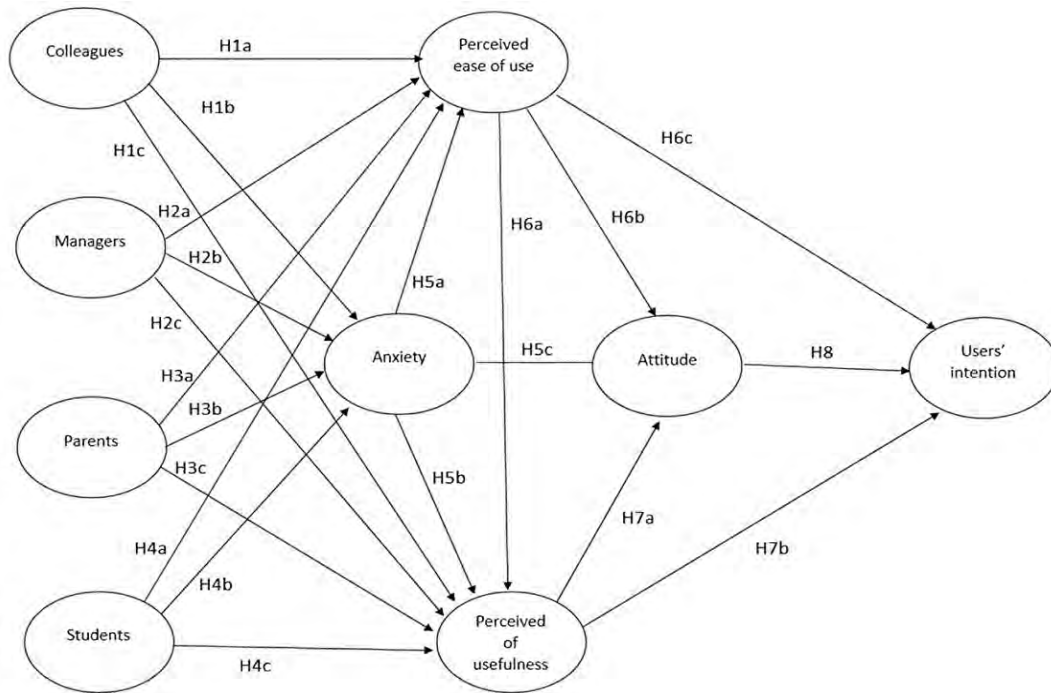 Colleagues
H1a
Perceived
ease of use
H1b
H6c
H1c
Managers
H2a
H2b
H6a
H6b
H5a
H2c
Anxiety
H5c
Attitude
H8
Users'
intention
H3a
H3b
Parents
H3c
H5b
H7a
H7b
H4a
H4b
Students
H4c
Perceived
of
usefulness